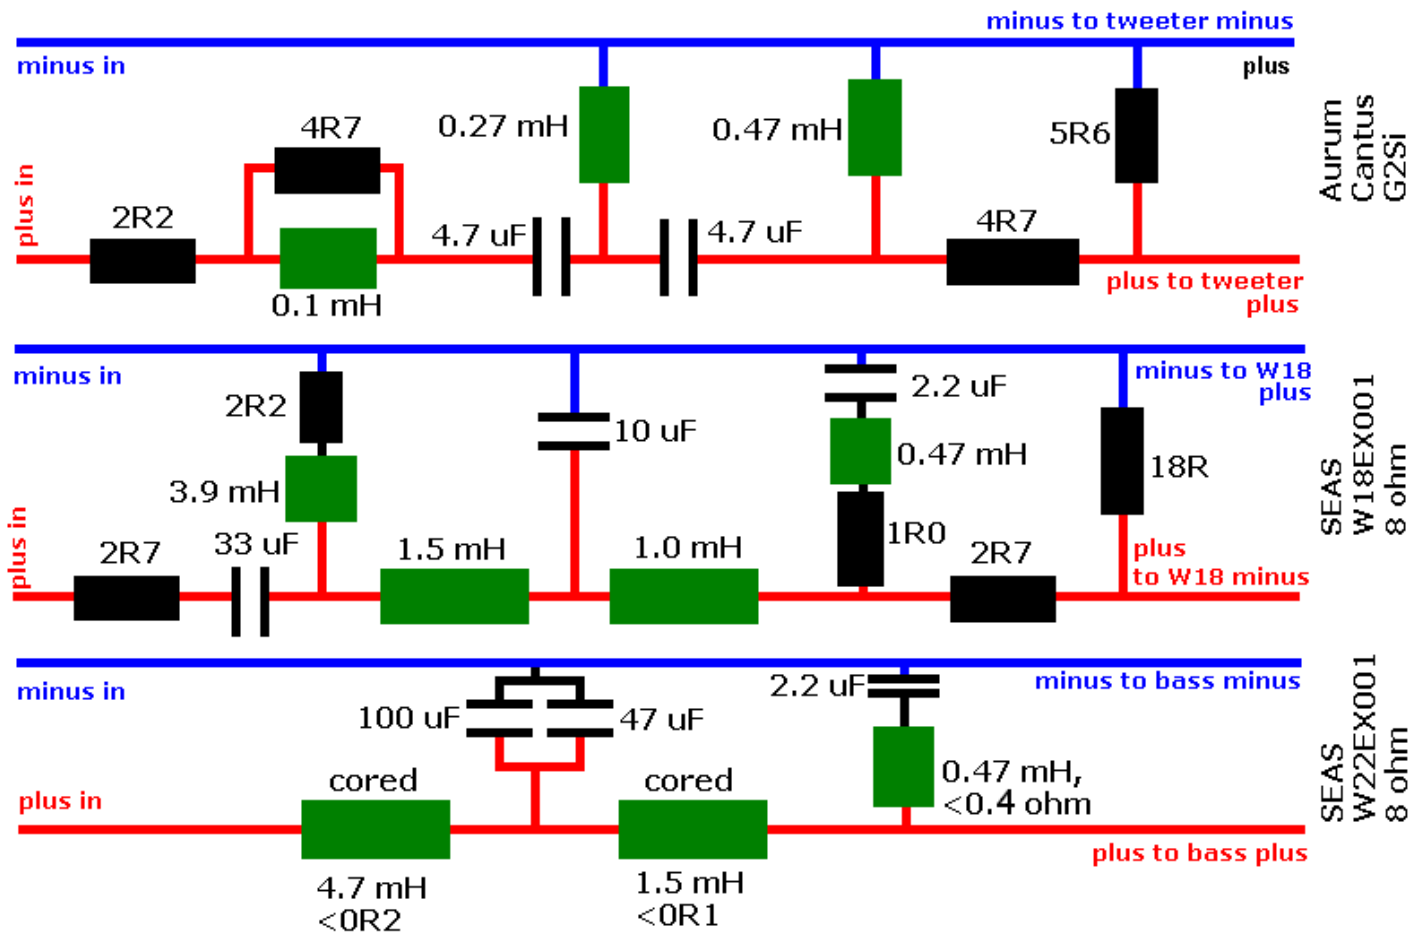 minus to tweeter minus
minus in
plus
4R7
0.27 mH
0.47 mH
5R6
Aurum
Cantus
G2Si
plus in
2R2
4.7 uF
4.7 uF
4R7
0.1 mH
plus to tweeter
plus
minus in
2R2
10 uF
2.2 uF
minus to W18
plus
0.47 mH
18R
SEAS
W18EX001
8 ohm
3.9 mH
plus in
2R7
33 uF
1.5 mH
1.0 mH
1R0
2R7
plus
to W18 minus
minus in
100 uF
47 uF
2.2 uF
minus to bass minus
SEAS
W22EX001
8 ohm
plus in
cored
cored
0.47 mH,
<0.4 ohm
plus to bass plus
4.7 mH
<0R2
1.5 mH
<0R1